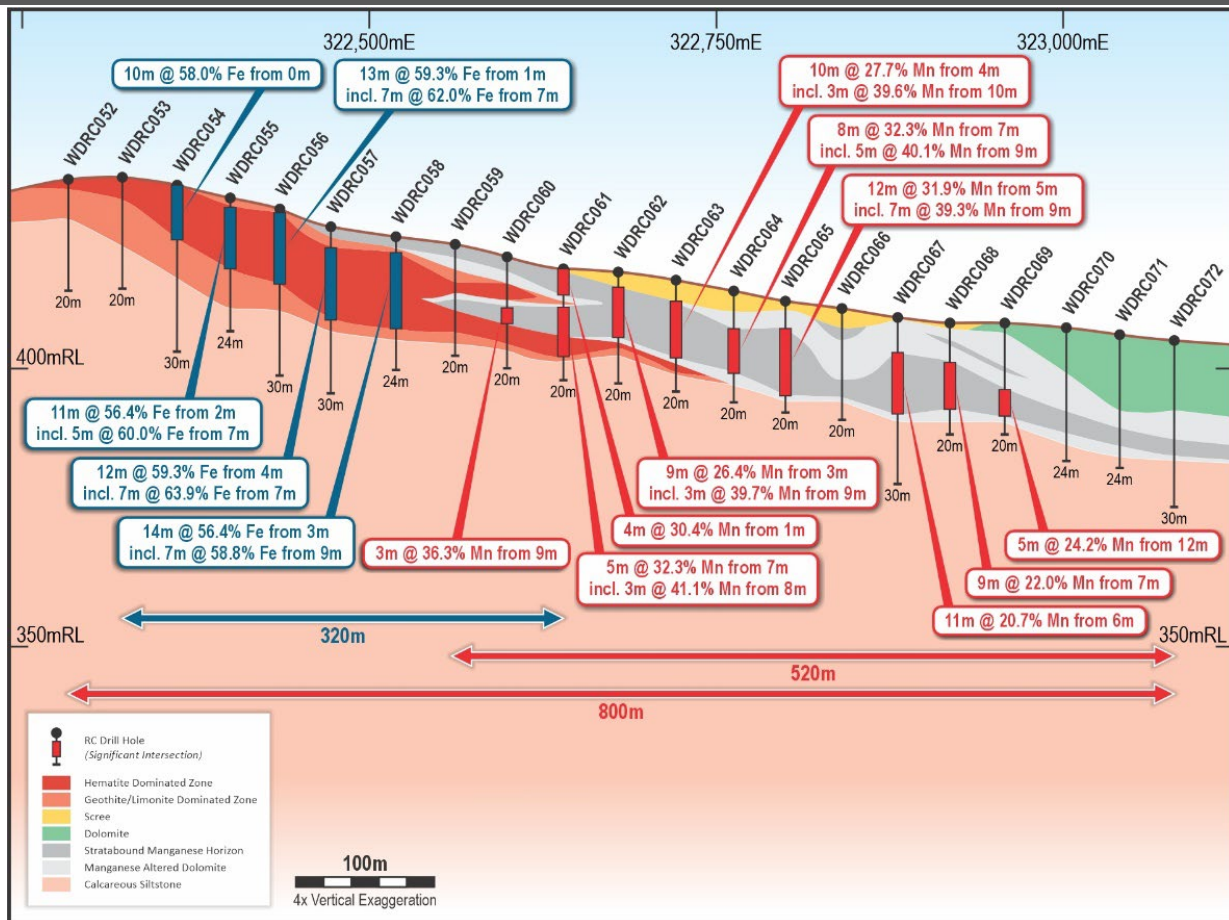 322,500mE
322,750mE
323,000mE
10m @ 58.0% Fe from 0m
13m @ 59.3% Fe from 1m
incl. 7m @ 62.0% Fe from 7m
10m @ 27.7% Mn from 4m
incl. 3m @ 39.6% Mn from 10m
8m @ 32.3% Mn from 7m
incl. 5m @ 40.1% Mn from 9m
12m @ 31.9% Mn from 5m
incl. 7m @ 39.3% Mn from 9m
WDRC052
WDRC053
WDRC054
WDRC055
WDRC056
WDRC057
WDRC058
WDRC059
WDRC060
WDRC061
WDRC062
WDRC063
WDRC064
WDRC065
WDRC066
WDRC067
WDRC068
WDRC069
WDRC070
WDRC071
WDRC072
20m
20m
30m
24m
30m
30m
24m
20m
20m
20m
20m
20m
20m
20m
20m
30m
20m
20m
24m
24m
30m
400mRL
11m @ 56.4% Fe from 2m
incl. 5m @ 60.0% Fe from 7m
12m @ 59.3% Fe from 4m
incl. 7m @ 63.9% Fe from 7m
14m @ 56.4% Fe from 3m
incl. 7m @ 58.8% Fe from 9m
3m @ 36.3% Mn from 9m
9m @ 26.4% Mn from 3m
incl. 3m @ 39.7% Mn from 9m
4m @ 30.4% Mn from 1m
5m @ 32.3% Mn from 7m
incl. 3m @ 41.1% Mn from 8m
5m @ 24.2% Mn from 12m
9m @ 22.0% Mn from 7m
11m @ 20.7% Mn from 6m
320m
350mRL
350mRL
520m
800m
RC Drill Hole
(Significant Intersection)
Hematite Dominated Zone
Geothite/Limonite Dominated Zone
Scree
Dolomite
Stratabound Manganese Horizon
Manganese Altered Dolomite
Calcareous Siltstone
100m
4x Vertical Exaggeration